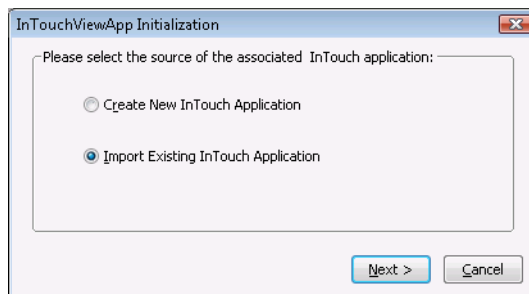 InTouchViewApp Initialization
Please select the source of the associated InTouch application:
Create New InTouch Application
Import Existing InTouch Application
Next >
Cancel